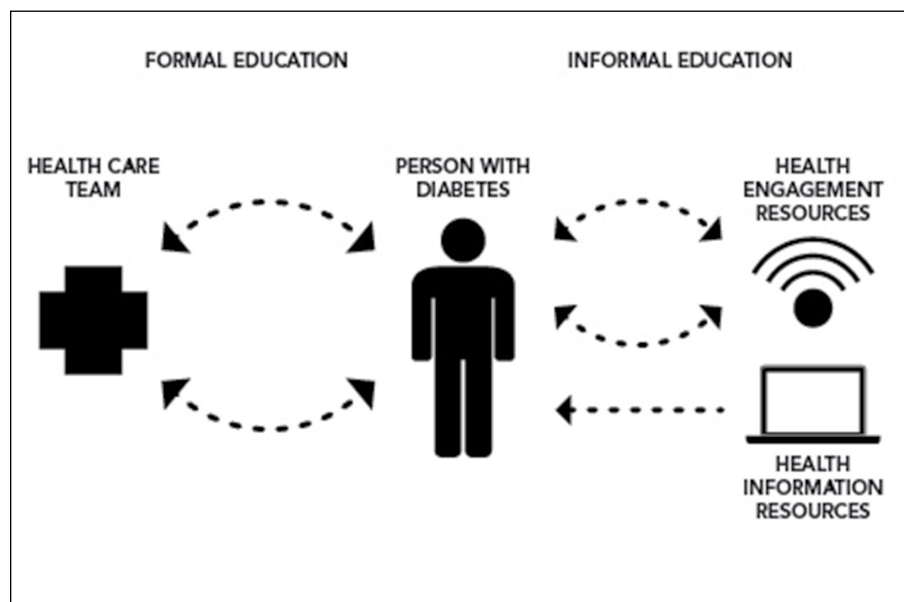 FORMAL EDUCATION
INFORMAL EDUCATION
HEALTH CARE
TEAM
PERSON WITH
DIABETES
HEALTH
ENGAGEMENT
RESOURCES
HEALTH
INFORMATION
RESOURCES